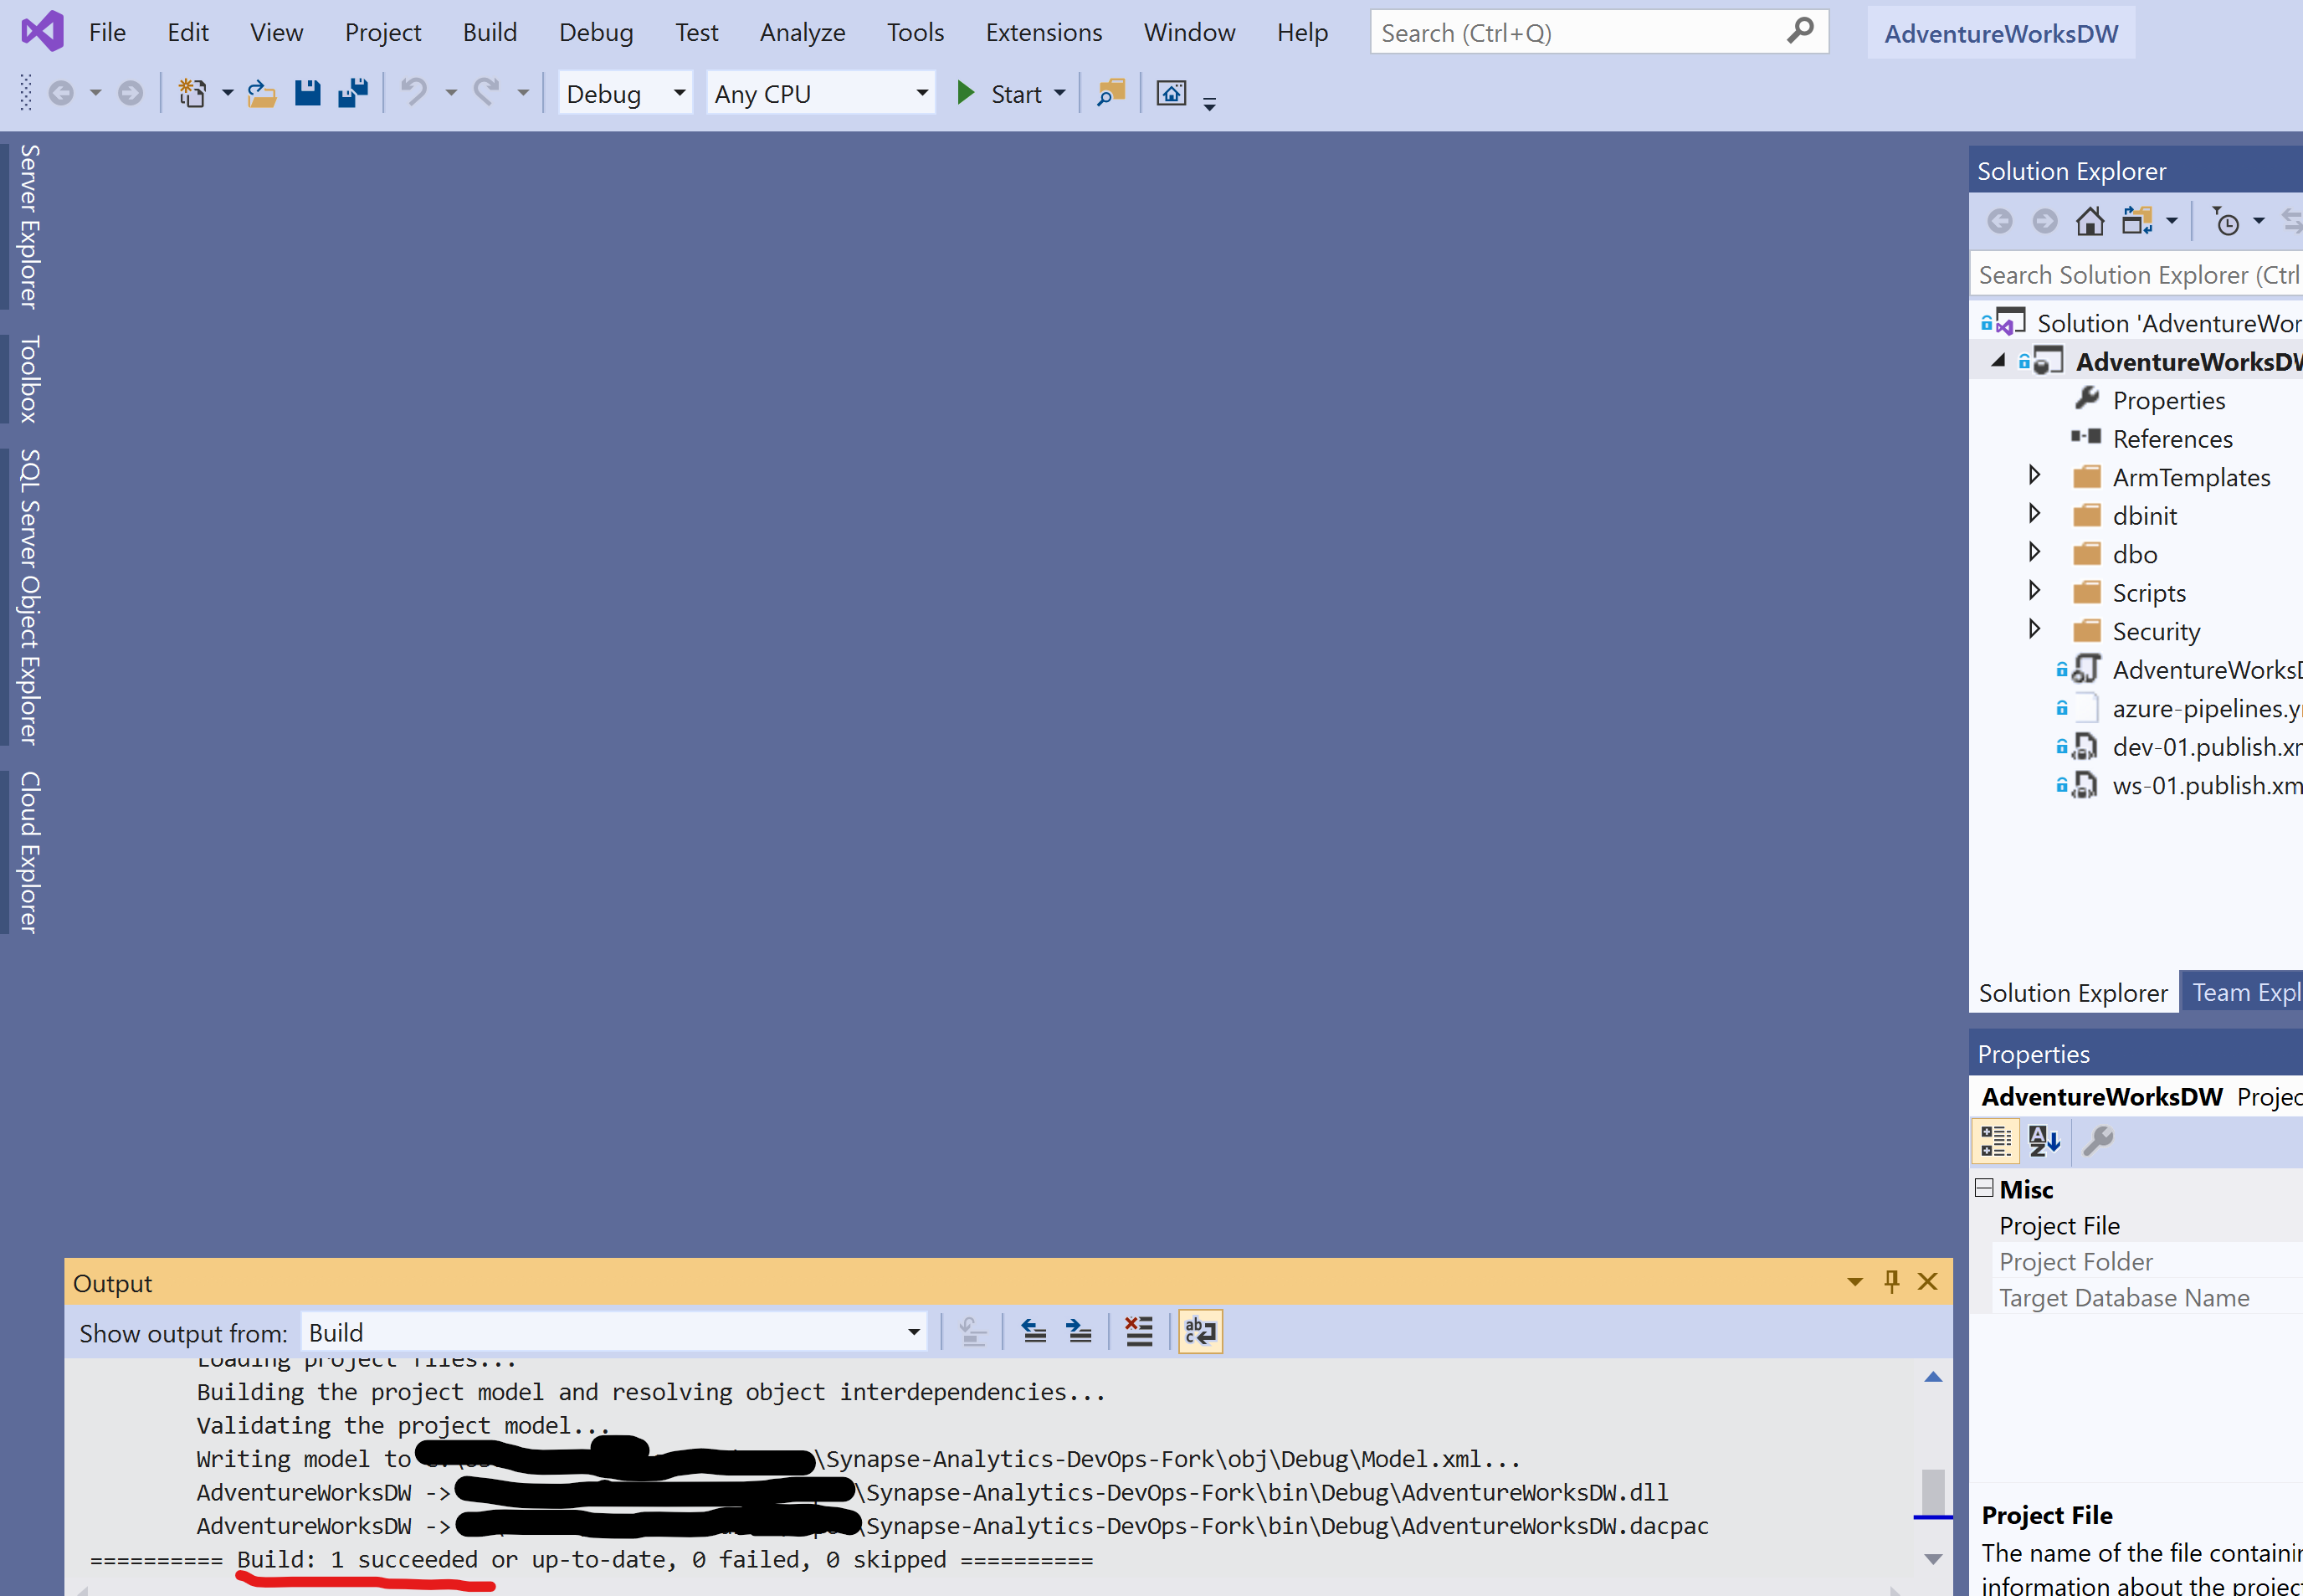 File Edit View Project Build Debug Test Analyze Tools Extensions Window Help Search (Ctrl+Q) AdventureWorksDW
Debug Any CPU Start
Server Explorer
Toolbox
SQL Server Object Explorer
Cloud Explorer
Solution Explorer
Search Solution Explorer (Ctrl
Solution 'AdventureWor
AdventureWorksDW
Properties
References
ArmTemplates
dbinit
dbo
Scripts
Security
AdventureWorksD
azure-pipelines.y
dev-01.publish.xm
ws-01.publish.xm
Solution Explorer Team Expl
Properties
AdventureWorksDW Projec
Misc
Project File
Project Folder
Target Database Name
Project File
The name of the file containin
information about the projec
Output
Show output from: Build
Loading project files...
Building the project model and resolving object interdependencies...
Validating the project model...
Writing model to \Synapse-Analytics-DevOps-Fork\obj\Debug\Model.xml...
AdventureWorksDW -> \Synapse-Analytics-DevOps-Fork\bin\Debug\AdventureWorksDW.dll
AdventureWorksDW -> \Synapse-Analytics-DevOps-Fork\bin\Debug\AdventureWorksDW.dacpac
========== Build: 1 succeeded or up-to-date, 0 failed, 0 skipped ==========